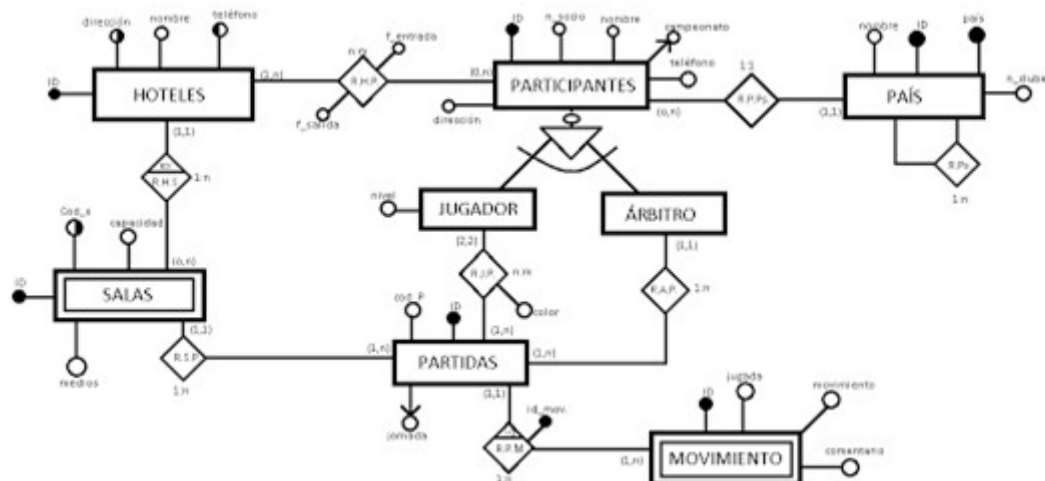 dirección
nombre
teléfono
ID
HOTELES
(1,n)
n:m
f_entrada
R.H.P.
f_salida
(0,n)
ID
n_socio
nombre
campeonato
teléfono
PARTICIPANTES
dirección
(o,n)
1:1
R.P.Ps.
(1,1)
nombre
ID
país
n_clubes
PAÍS
R.Ps
1:n
(1,1)
R.H.S.
1:n
(o,n)
Cod_s
capacidad
ID
SALAS
medios
(1,1)
R.S.P.
1:n
(1,n)
nivel
JUGADOR
(2,2)
R.J.P.
n:m
color
(1,n)
ÁRBITRO
(1,1)
R.A.P.
1:n
(1,n)
cod_P
ID
PARTIDAS
jornada
(1,1)
id_mov.
R.P.M
1:n
(1,n)
ID
jugada
movimiento
comentario
MOVIMIENTO